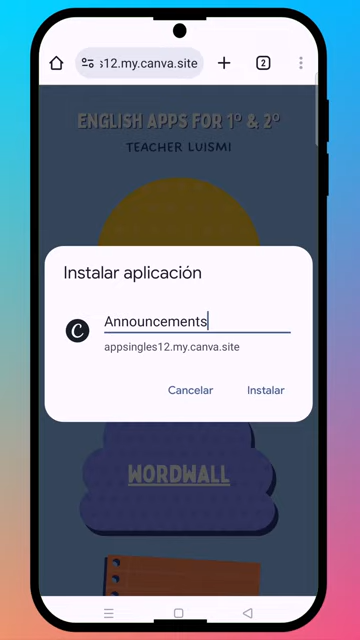 s12.my.canva.site
2
ENGLISH APPS FOR 1º & 2º
TEACHER LUISMI
Instalar aplicación
C
Announcements
appsingles12.my.canva.site
Cancelar Instalar
WORDWALL